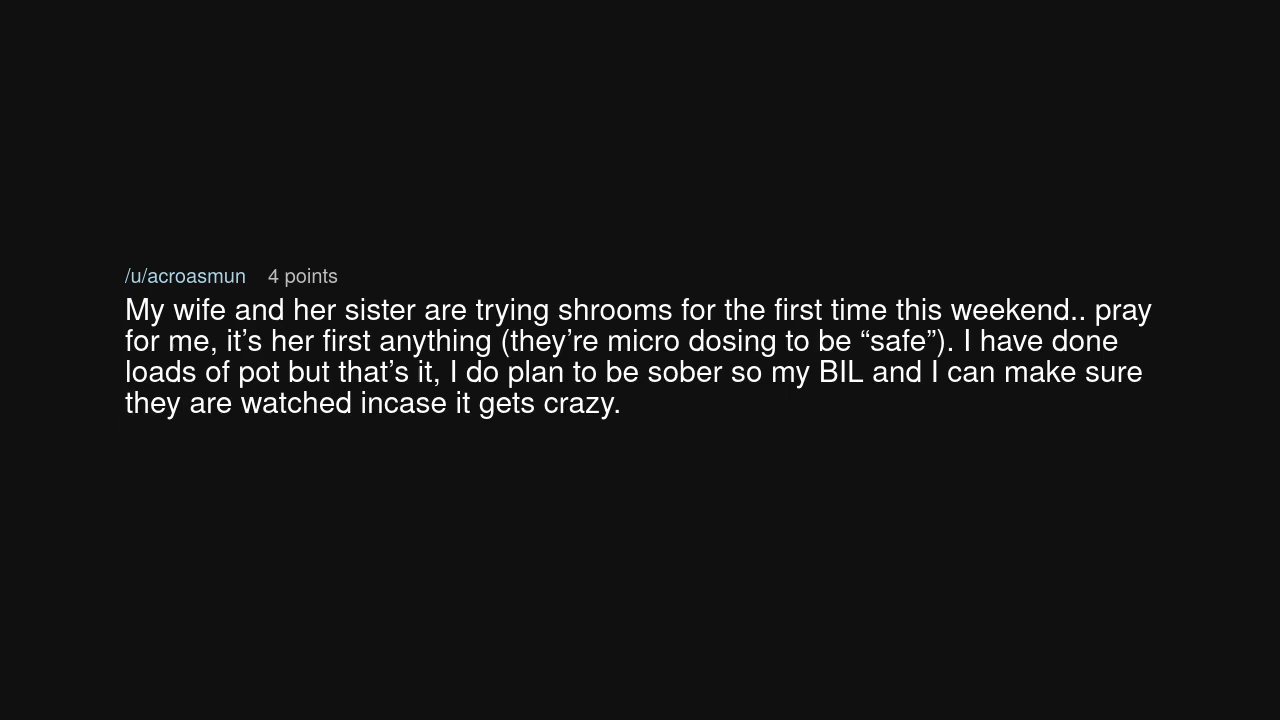 /u/acroasmun 4 points
My wife and her sister are trying shrooms for the first time this weekend.. pray
for me, it’s her first anything (they’re micro dosing to be “safe”). I have done
loads of pot but that’s it, I do plan to be sober so my BIL and I can make sure
they are watched incase it gets crazy.